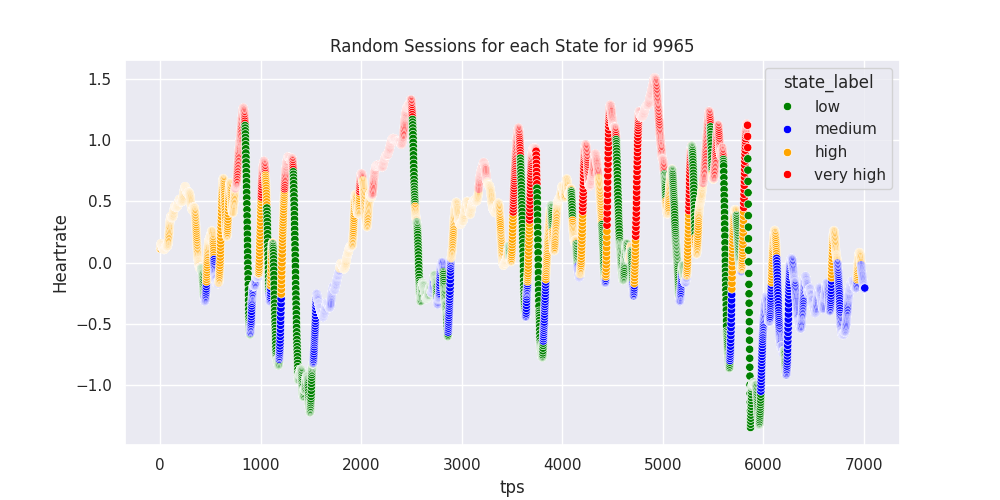 Random Sessions for each State for id 9965
state_label
low
medium
high
very high
Heartrate
1.5
1.0
0.5
0.0
−0.5
−1.0
0 1000 2000 3000 4000 5000 6000 7000
tps